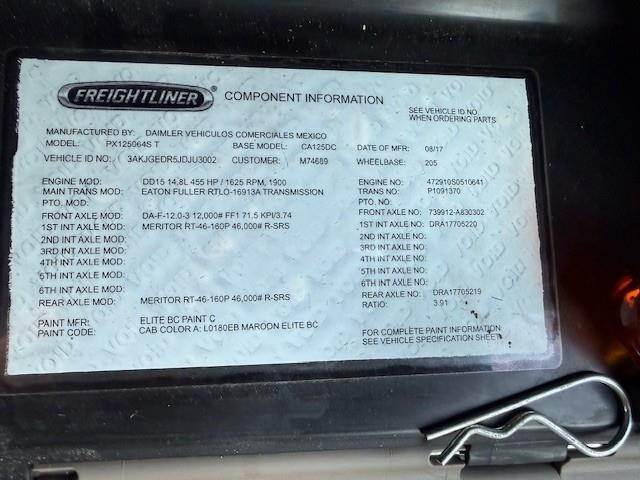 FREIGHTLINER COMPONENT INFORMATION
SEE VEHICLE ID NO.
WHEN ORDERING PARTS
MANUFACTURED BY: DAIMLER VEHICULOS COMERCIALES MEXICO
MODEL: PX125064S T BASE MODEL: CA125DC DATE OF MFR: 08/17
VEHICLE ID NO.: 3AKJGEDR5JDJU3002 CUSTOMER: M74689 WHEELBASE: 205
ENGINE MOD: DD15 14.8L 455 HP / 1625 RPM, 1900 ENGINE NO: 472910S0510641
MAIN TRANS MOD: EATON FULLER RTLO-16913A TRANSMISSION MAIN TRANS NO: P1091370
PTO. MOD: PTO. NO:
FRONT AXLE MOD: DA-F-12.0-3 12,000# FF1 71.5 KPI/3.74 FRONT AXLE NO: 739912-A830302
1ST INT AXLE MOD: MERITOR RT-46-160P 46,000# R-SRS 1ST INT AXLE NO: DRA17705220
2ND INT AXLE MOD: 2ND INT AXLE NO:
3RD INT AXLE MOD: 3RD INT AXLE NO:
4TH INT AXLE MOD: 4TH INT AXLE NO:
5TH INT AXLE MOD: 5TH INT AXLE NO:
6TH INT AXLE MOD: 6TH INT AXLE NO:
REAR AXLE MOD: MERITOR RT-46-160P 46,000# R-SRS REAR AXLE NO: DRA17705219
RATIO: 3.91
PAINT MFR: ELITE BC PAINT C
PAINT CODE: CAB COLOR A: L0180EB MAROON ELITE BC
FOR COMPLETE PAINT INFORMATION
SEE VEHICLE SPECIFICATION SHEET